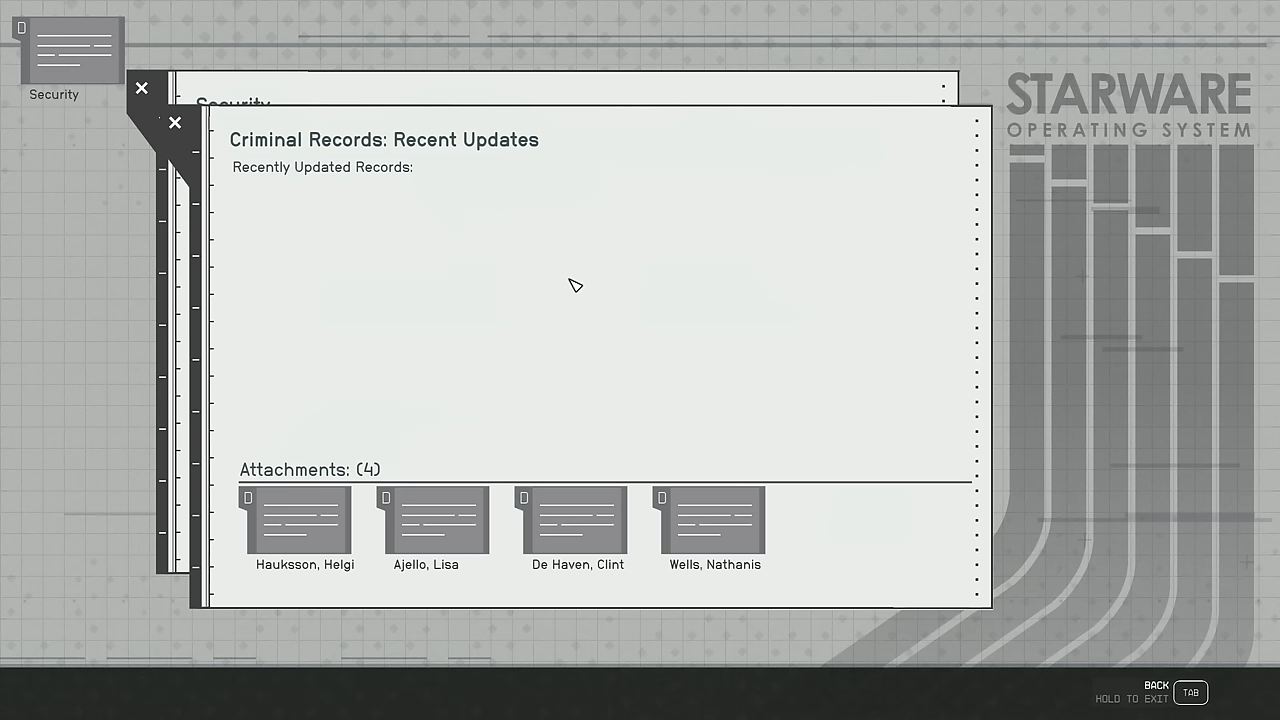 D
Security
STARWARE
OPERATING SYSTEM
Security
Criminal Records: Recent Updates
Recently Updated Records:
Attachments: (4)
D
D
D
D
Hauksson, Helgi
Ajello, Lisa
De Haven, Clint
Wells, Nathanis
BACK
HOLD TO EXIT
TAB